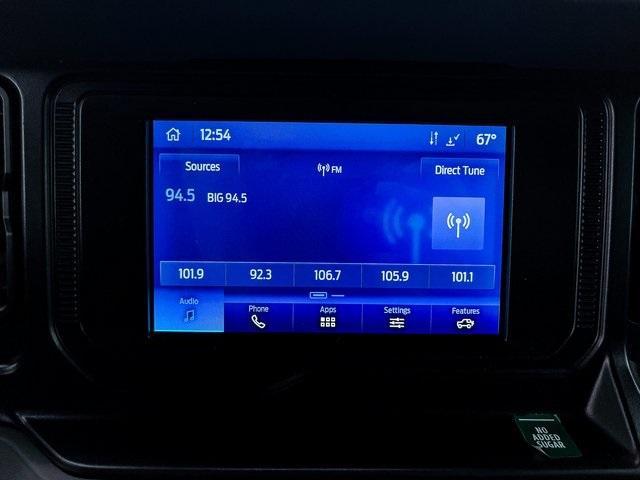 12:54
67°
Sources
FM
Direct Tune
94.5 BIG 94.5
101.9 92.3 106.7 105.9 101.1
Audio Phone Apps Settings Features
NO
ADDED
SUGAR